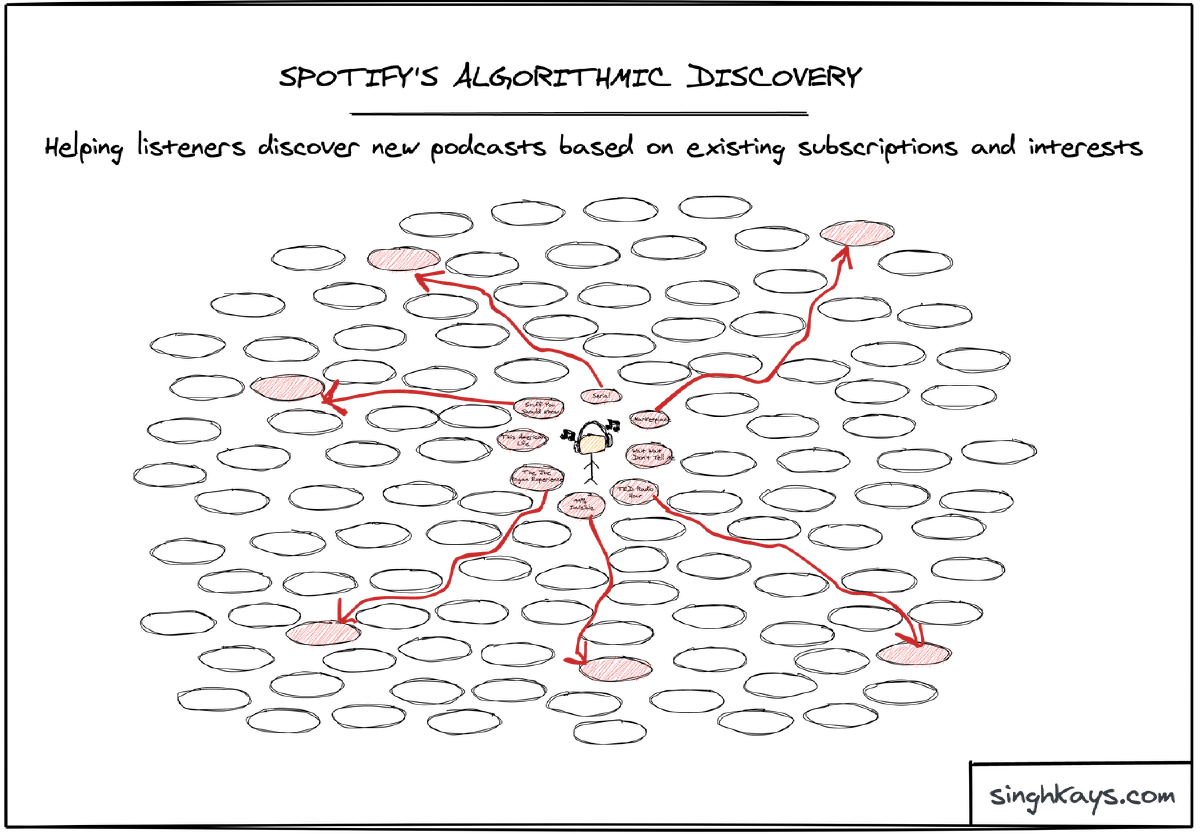 SPOTIFY'S ALGORITHMIC DISCOVERY
Helping listeners discover new podcasts based on existing subscriptions and interests
Serial
Stuff You
Should Know
Marketplace
This American
Life
Wait Wait
Don't Tell Me
The Joe
Rogan Experience
TED Radio
Hour
99%
Invisible
singhkays.com